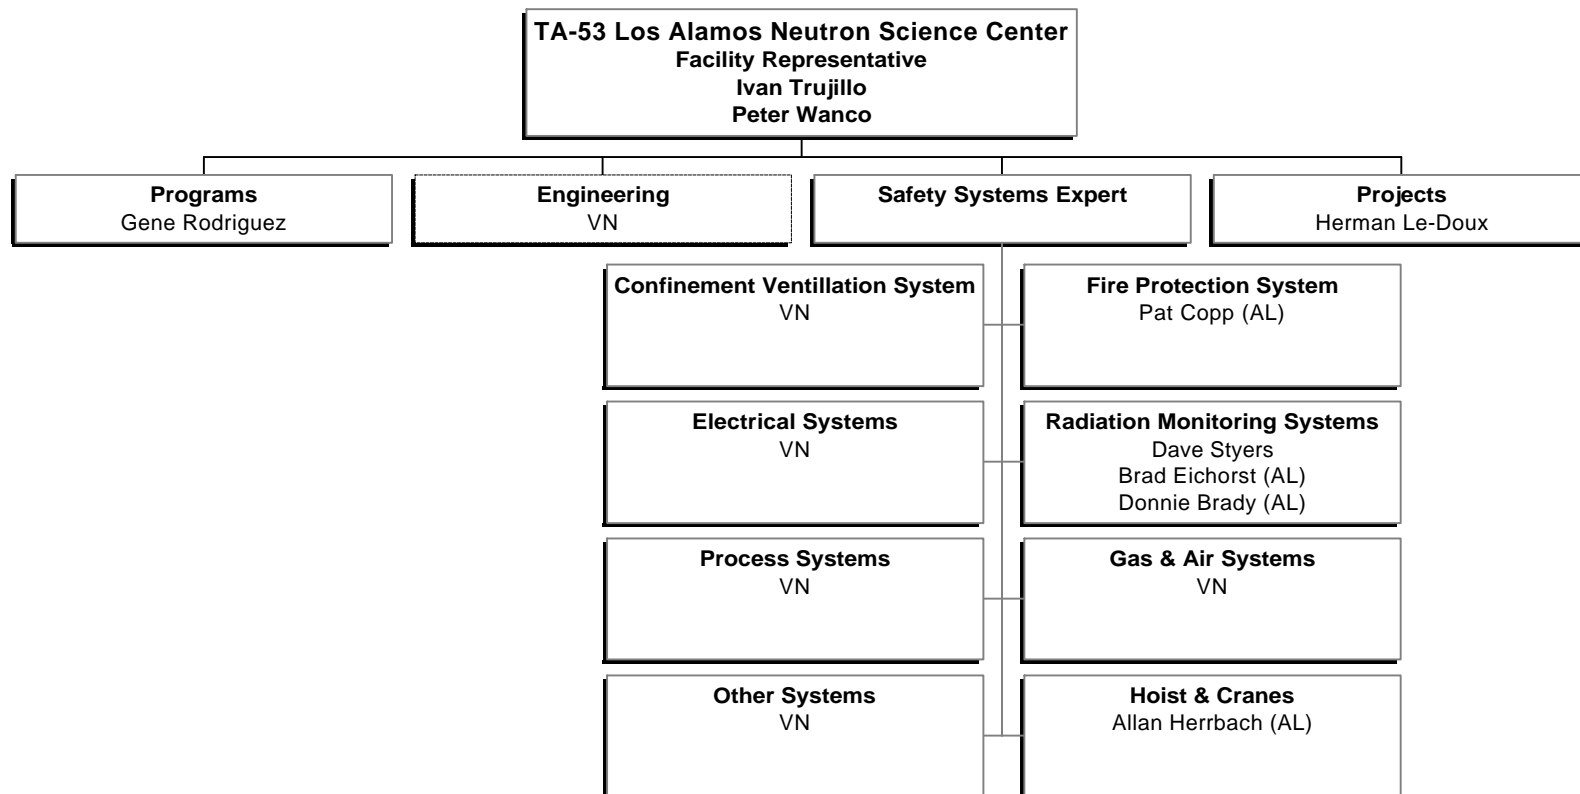 TA-53 Los Alamos Neutron Science Center
Facility Representative
Ivan Trujillo
Peter Wanco
Programs
Gene Rodriguez
Engineering
VN
Safety Systems Expert
Projects
Herman Le-Doux
Confinement Ventillation System
VN
Fire Protection System
Pat Copp (AL)
Electrical Systems
VN
Radiation Monitoring Systems
Dave Styers
Brad Eichorst (AL)
Donnie Brady (AL)
Process Systems
VN
Gas & Air Systems
VN
Other Systems
VN
Hoist & Cranes
Allan Herrbach (AL)